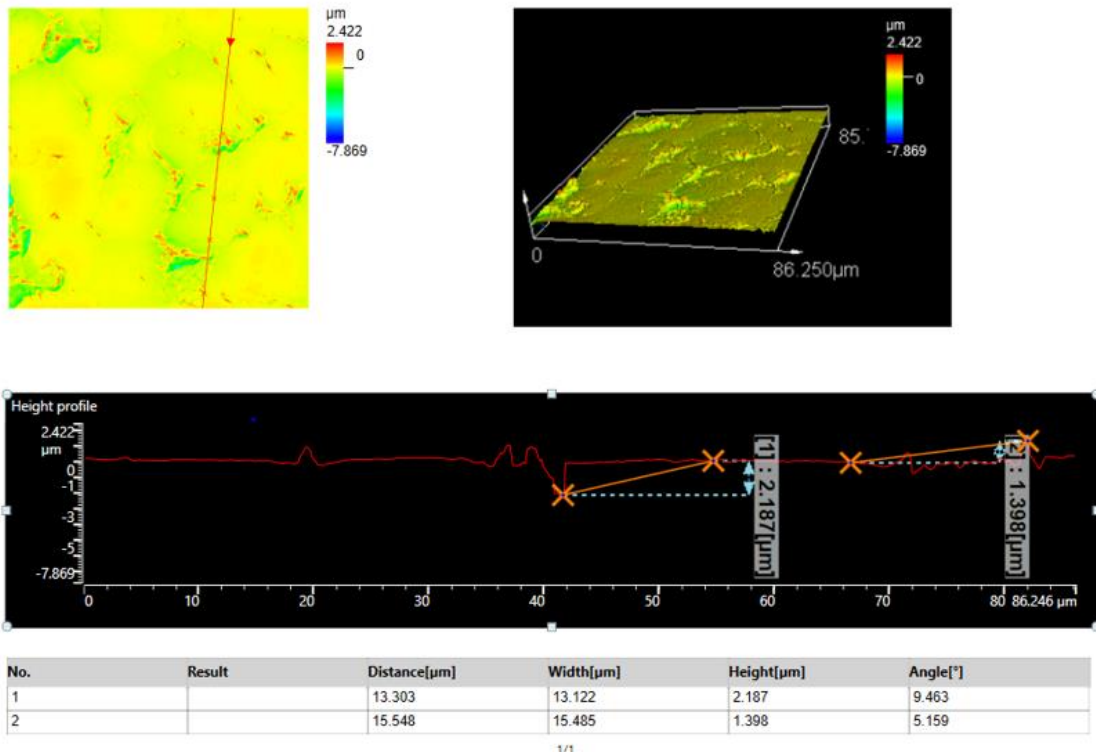 µm
2.422
0
-7.869
µm
2.422
0
-7.869
85.
0
86.250µm
Height profile
2.422
µm
0
-1
-3
-5
-7.869
0 10 20 30 40 50 60 70 80 86.246 µm
[1] : 2.187[µm]
: 1.398[µm]
No. Result Distance[µm] Width[µm] Height[µm] Angle[°]
1 13.303 13.122 2.187 9.463
2 15.548 15.485 1.398 5.159
1/1